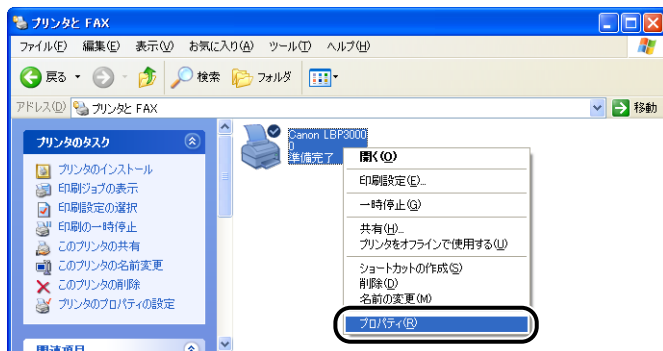 プリンタと FAX
ファイル(F) 編集(E) 表示(V) お気に入り(A) ツール(T) ヘルプ(H)
戻る 検索 フォルダ
アドレス(D) プリンタと FAX 移動
プリンタのタスク
プリンタのインストール
印刷ジョブの表示
印刷設定の選択
印刷の一時停止
このプリンタの共有
このプリンタの名前変更
このプリンタの削除
プリンタのプロパティの設定
関連項目
Canon LBP3000
0
準備完了
開く(O)
印刷設定(E)...
一時停止(G)
共有(H)...
プリンタをオフラインで使用する(U)
ショートカットの作成(S)
削除(D)
名前の変更(M)
プロパティ(R)